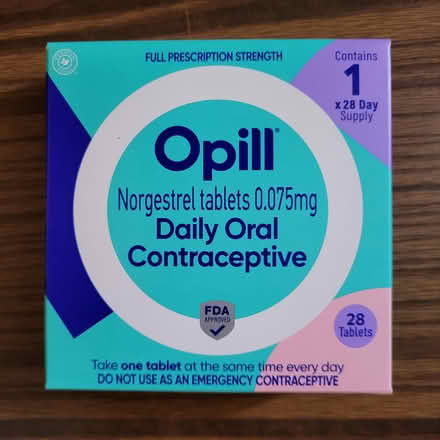 FULL PRESCRIPTION STRENGTH
Contains
1
x 28 Day
Supply
Opill®
Norgestrel tablets 0.075mg
Daily Oral
Contraceptive
FDA
APPROVED
28
Tablets
Take one tablet at the same time every day
DO NOT USE AS AN EMERGENCY CONTRACEPTIVE